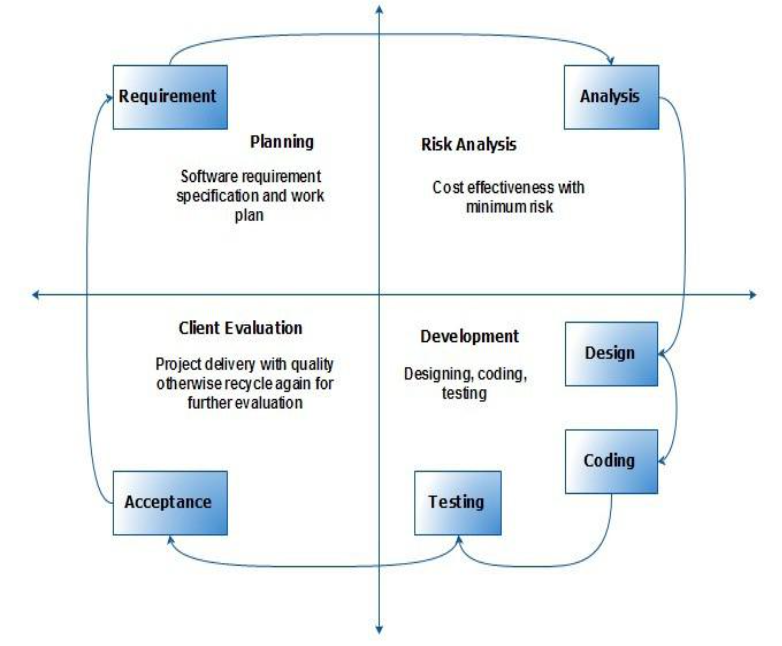 Requirement
Analysis
Planning
Software requirement
specification and work
plan
Risk Analysis
Cost effectiveness with
minimum risk
Client Evaluation
Project delivery with quality
otherwise recycle again for
further evaluation
Development
Designing, coding,
testing
Design
Coding
Acceptance
Testing